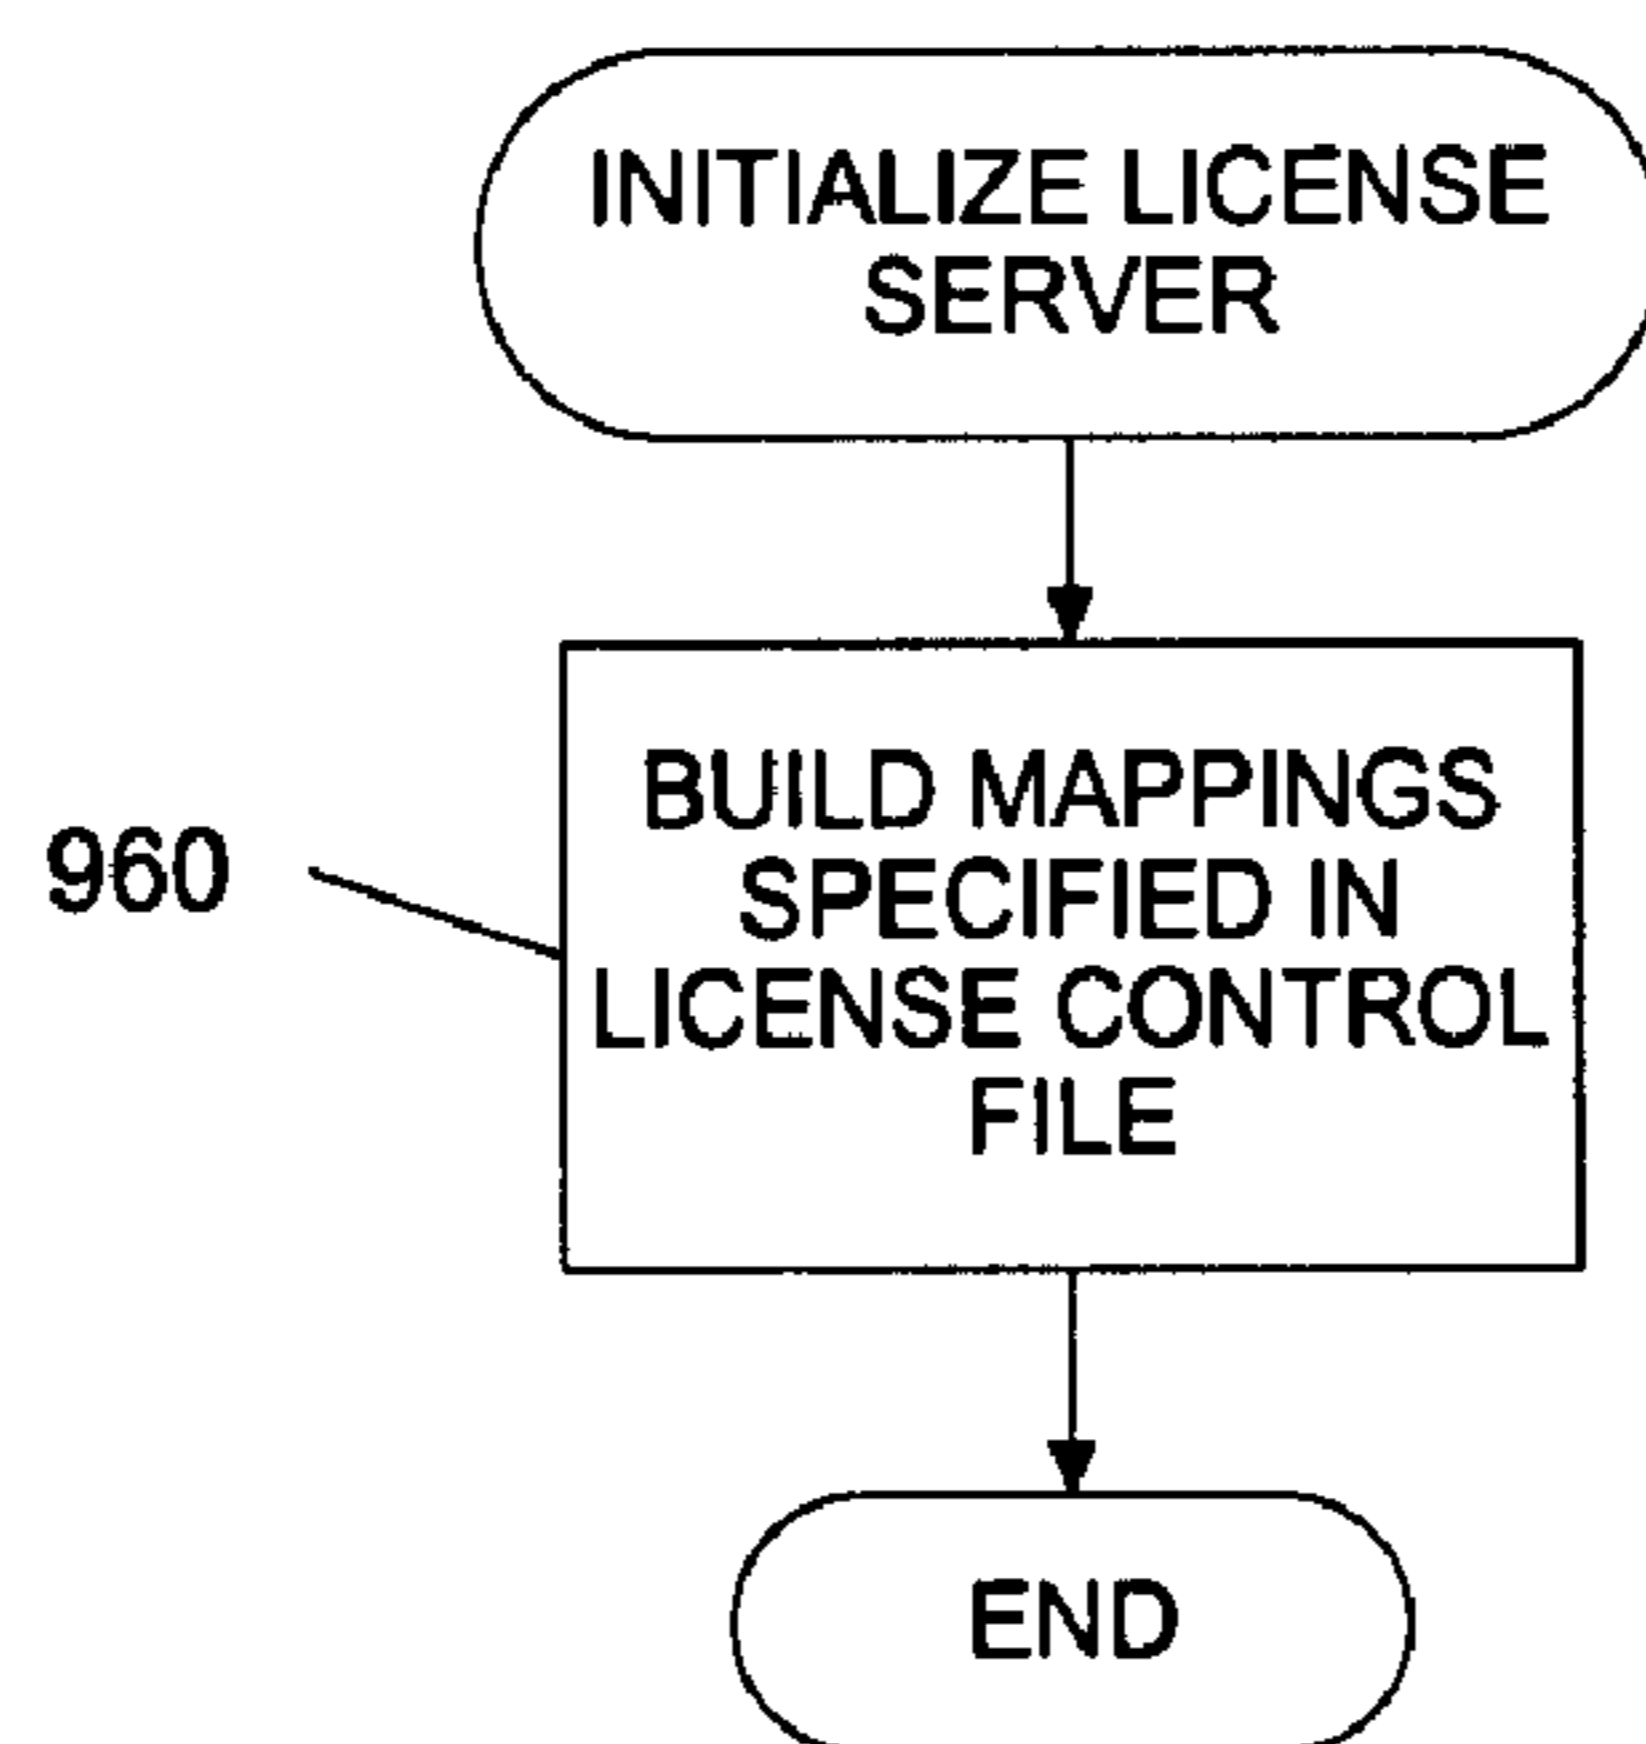 INITIALIZE LICENSE
SERVER
BUILD MAPPINGS
SPECIFIED IN
LICENSE CONTROL
FILE
960
END